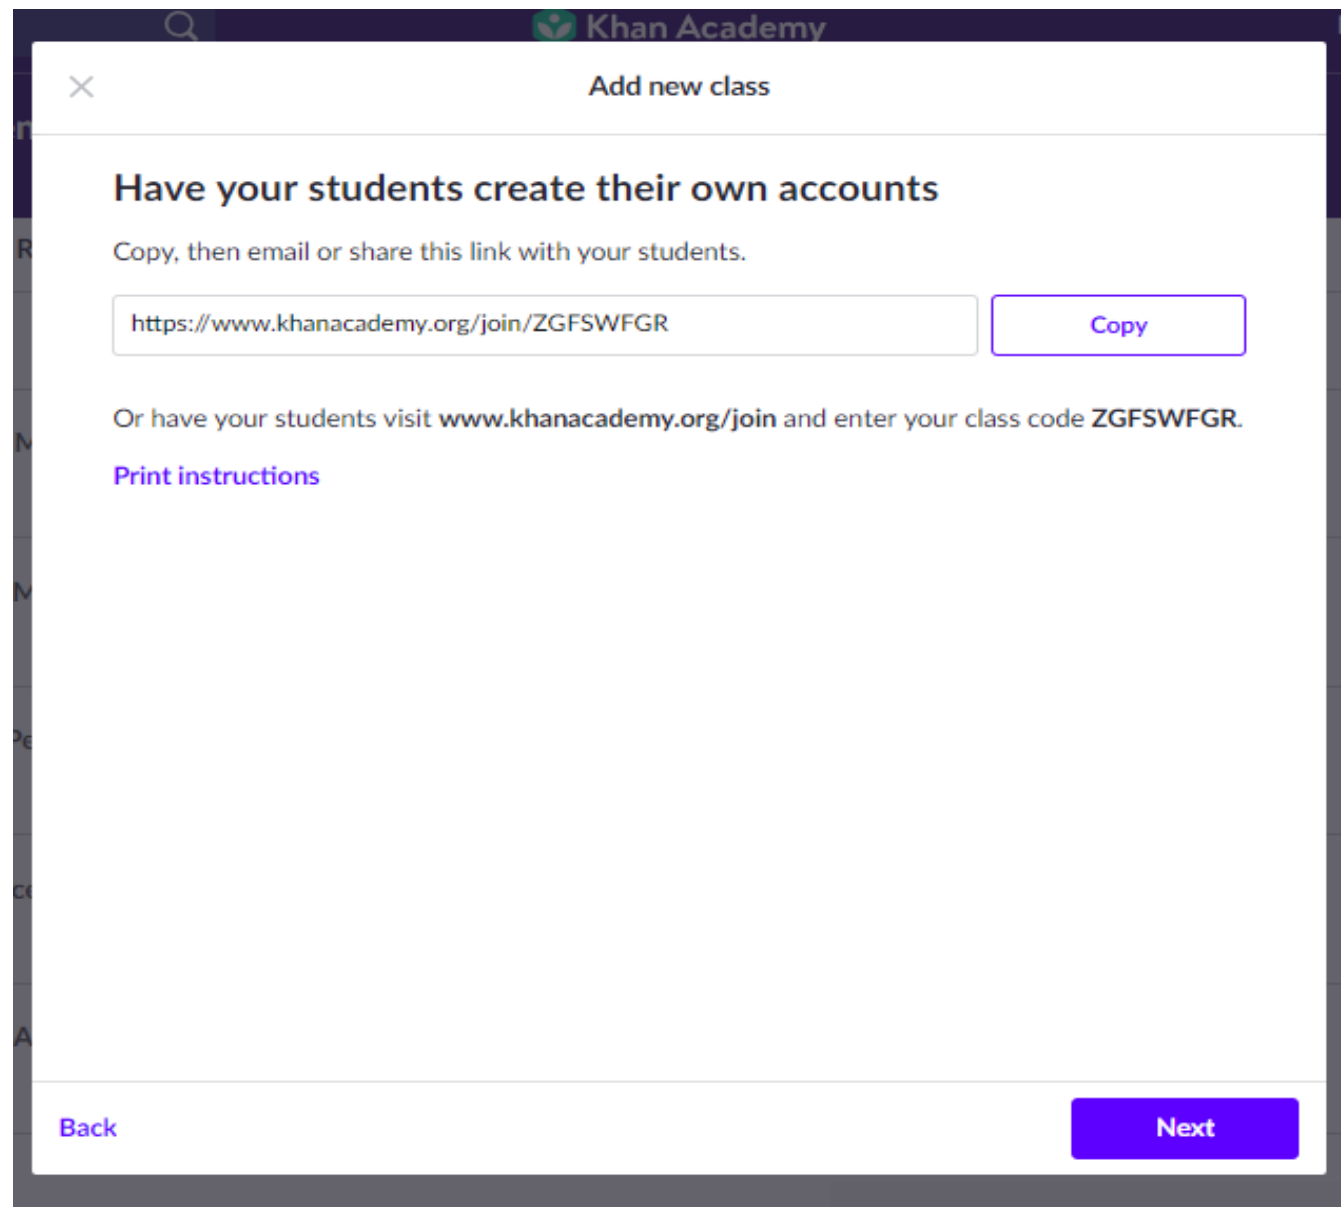 Khan Academy
Add new class
Have your students create their own accounts
Copy, then email or share this link with your students.
https://www.khanacademy.org/join/ZGFSWFGR
Copy
Or have your students visit www.khanacademy.org/join and enter your class code ZGFSWFGR.
Print instructions
Back
Next